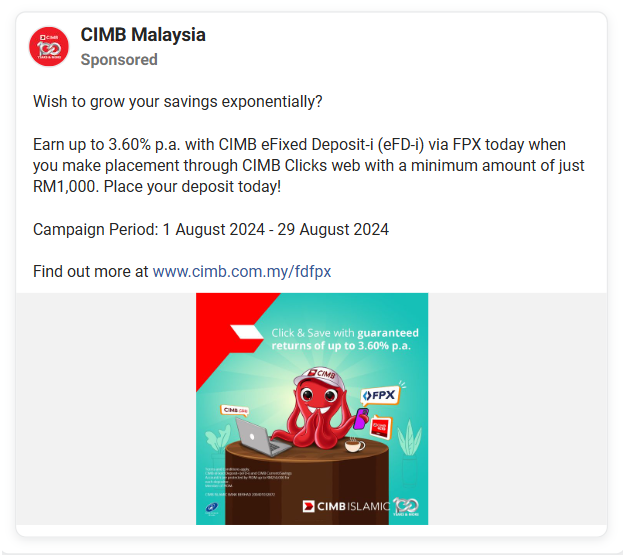 CIMB
100
YEARS & MORE
CIMB Malaysia
Sponsored
Wish to grow your savings exponentially?
Earn up to 3.60% p.a. with CIMB eFixed Deposit-i (eFD-i) via FPX today when
you make placement through CIMB Clicks web with a minimum amount of just
RM1,000. Place your deposit today!
Campaign Period: 1 August 2024 - 29 August 2024
Find out more at www.cimb.com.my/fdfpx
Click & Save with guaranteed
returns of up to 3.60% p.a.
CIMB
FPX
CIMB
CIMB ISLAMIC
100
YEARS & MORE